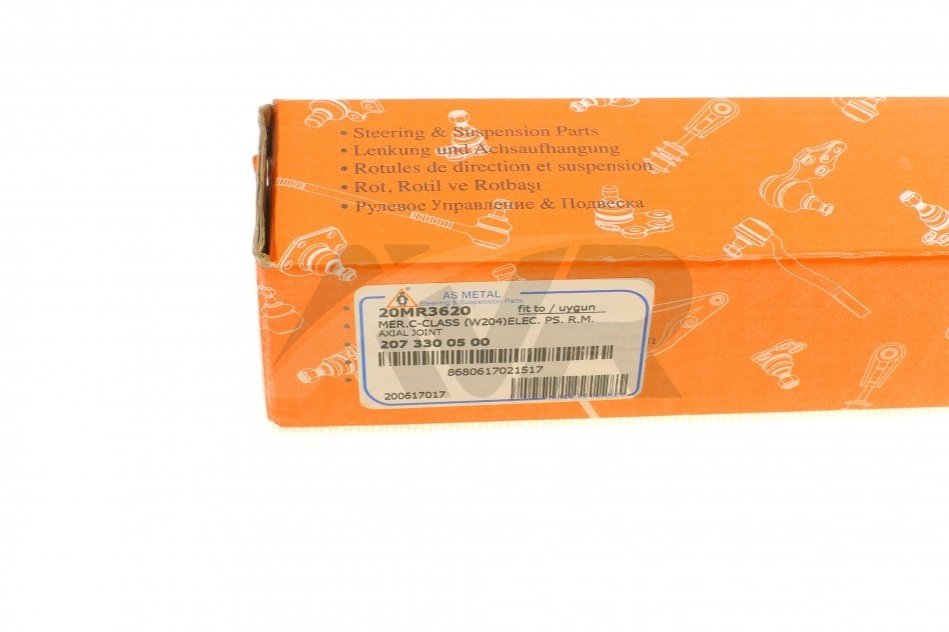 • Steering & Suspension Parts
• Lenkung und Achsaufhangung
• Rotules de direction et suspension
• Rot, Rotil ve Rotbaşı
• Рулевое Управление & Подвеска
AS METAL
Steering & Suspension Parts
20MR3620 fit to / uygun
MER.C-CLASS (W204)ELEC. PS. R.M.
AXIAL JOINT
207 330 05 00
8680617021517
200617017
AVR